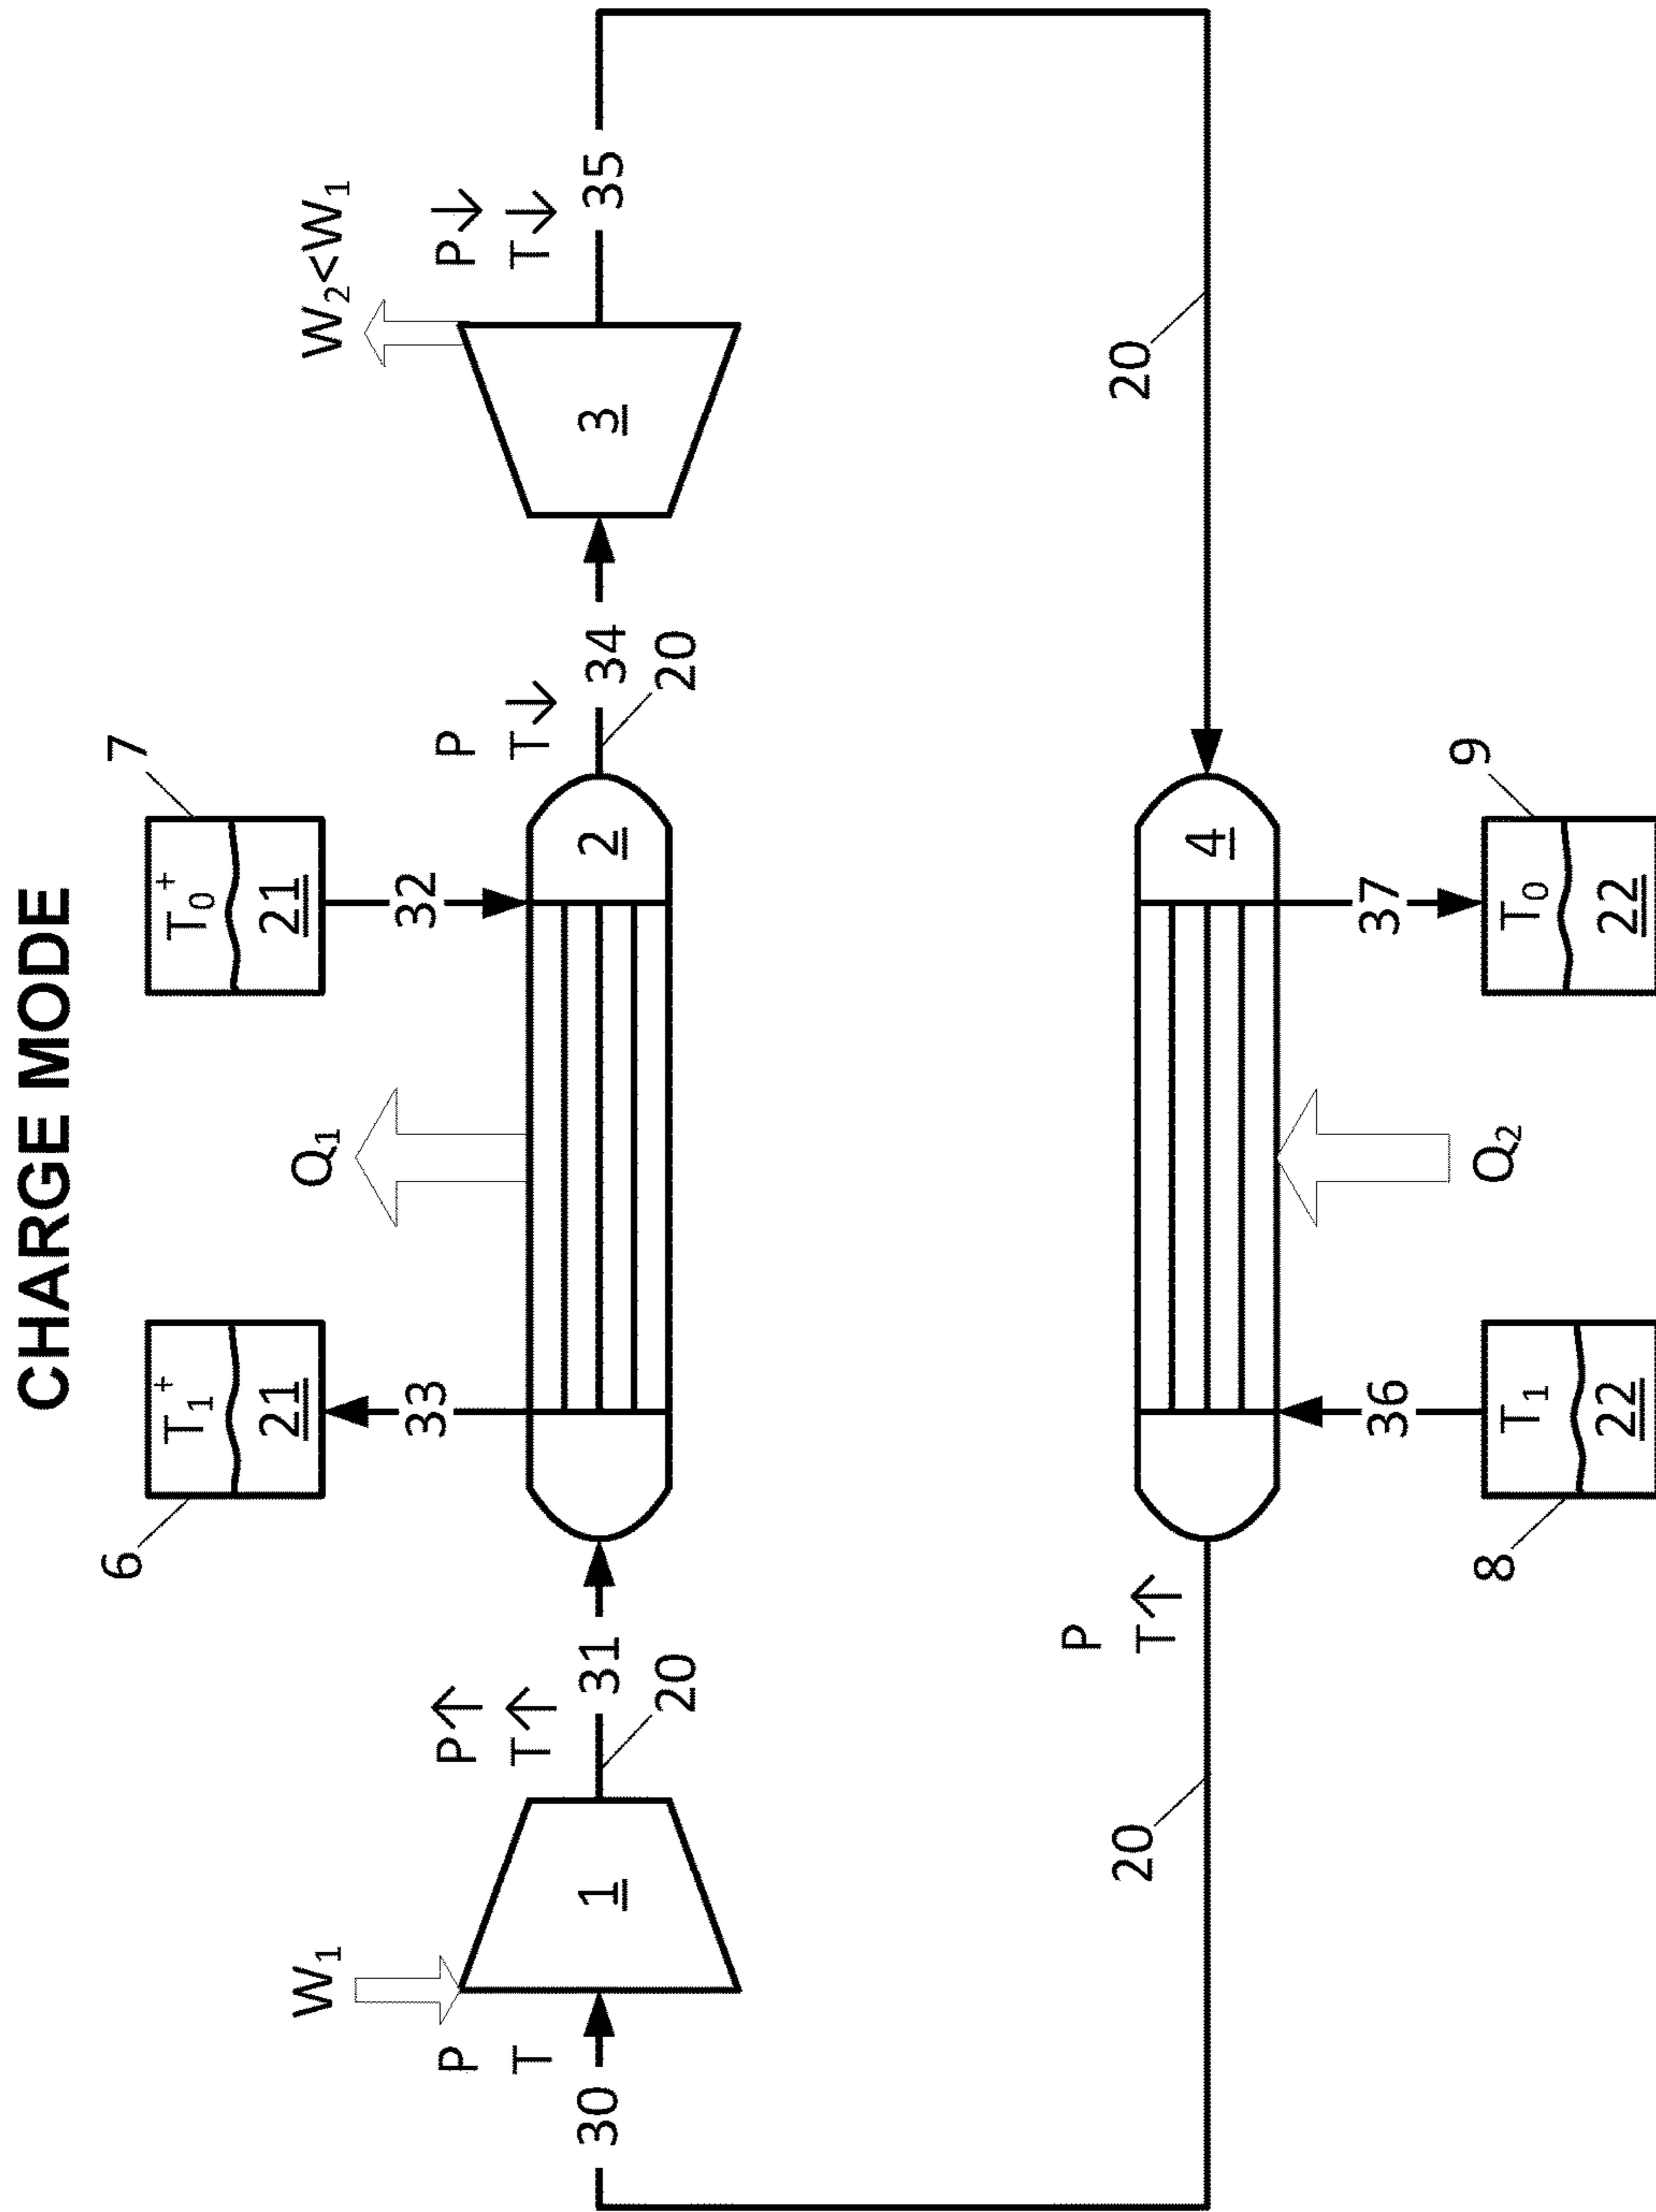 CHARGE MODE
6
T₁⁺
21
7
T₀⁺
21
33
Q₁
32
W₁
W₂<W₁
P
T
P↑
T↑
P
T↓
P↓
T↓
30
1
31
20
2
34
20
3
35
P
T↑
4
20
20
36
Q₂
37
8
T₁
22
9
T₀
22